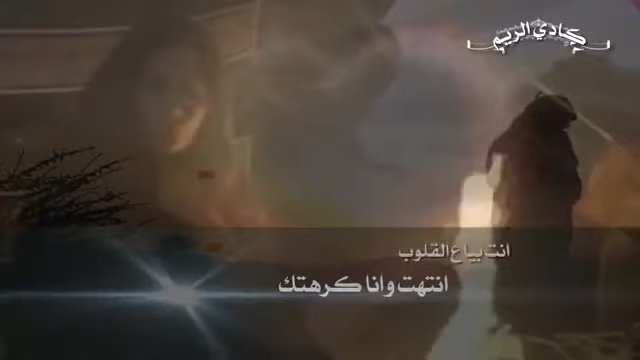 كادي الريم
انت بياع القلوب
انتهت وانا كرهتك